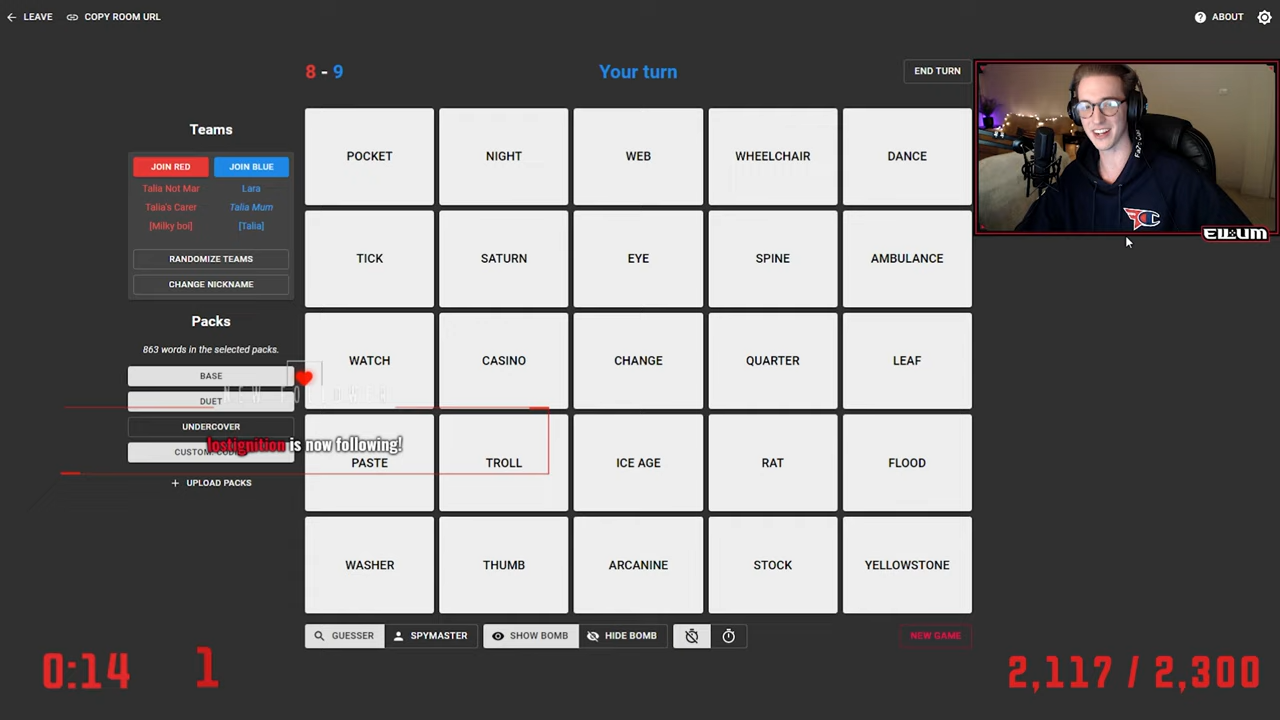 LEAVE
COPY ROOM URL
ABOUT
8 - 9
Your turn
END TURN
Teams
JOIN RED
JOIN BLUE
Talia Not Mar
Lara
Talia's Carer
Talia Mum
[Milky boi]
[Talia]
RANDOMIZE TEAMS
CHANGE NICKNAME
Packs
863 words in the selected packs.
BASE
DUET
UNDERCOVER
+ UPLOAD PACKS
NEW FOLLOWER
lostignition is now following!
POCKET
NIGHT
WEB
WHEELCHAIR
DANCE
TICK
SATURN
EYE
SPINE
AMBULANCE
WATCH
CASINO
CHANGE
QUARTER
LEAF
PASTE
TROLL
ICE AGE
RAT
FLOOD
WASHER
THUMB
ARCANINE
STOCK
YELLOWSTONE
GUESSER
SPYMASTER
SHOW BOMB
HIDE BOMB
NEW GAME
0:14
1
2,117 / 2,300